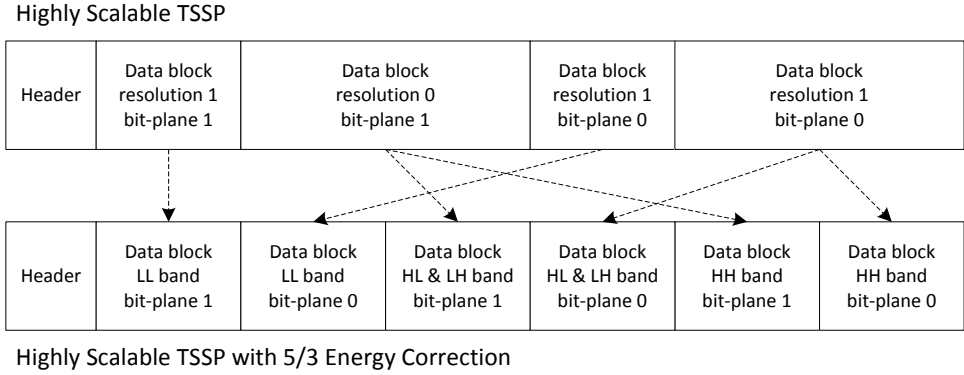 Highly Scalable TSSP
Header
Data block
resolution 1
bit-plane 1
Data block
resolution 0
bit-plane 1
Data block
resolution 1
bit-plane 0
Data block
resolution 1
bit-plane 0
Header
Data block
LL band
bit-plane 1
Data block
LL band
bit-plane 0
Data block
HL & LH band
bit-plane 1
Data block
HL & LH band
bit-plane 0
Data block
HH band
bit-plane 1
Data block
HH band
bit-plane 0
Highly Scalable TSSP with 5/3 Energy Correction